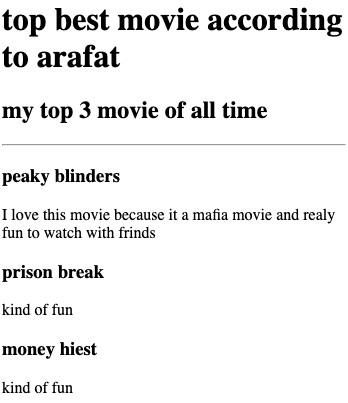 top best movie according
to arafat
my top 3 movie of all time
peaky blinders
I love this movie because it a mafia movie and realy
fun to watch with frinds
prison break
kind of fun
money hiest
kind of fun